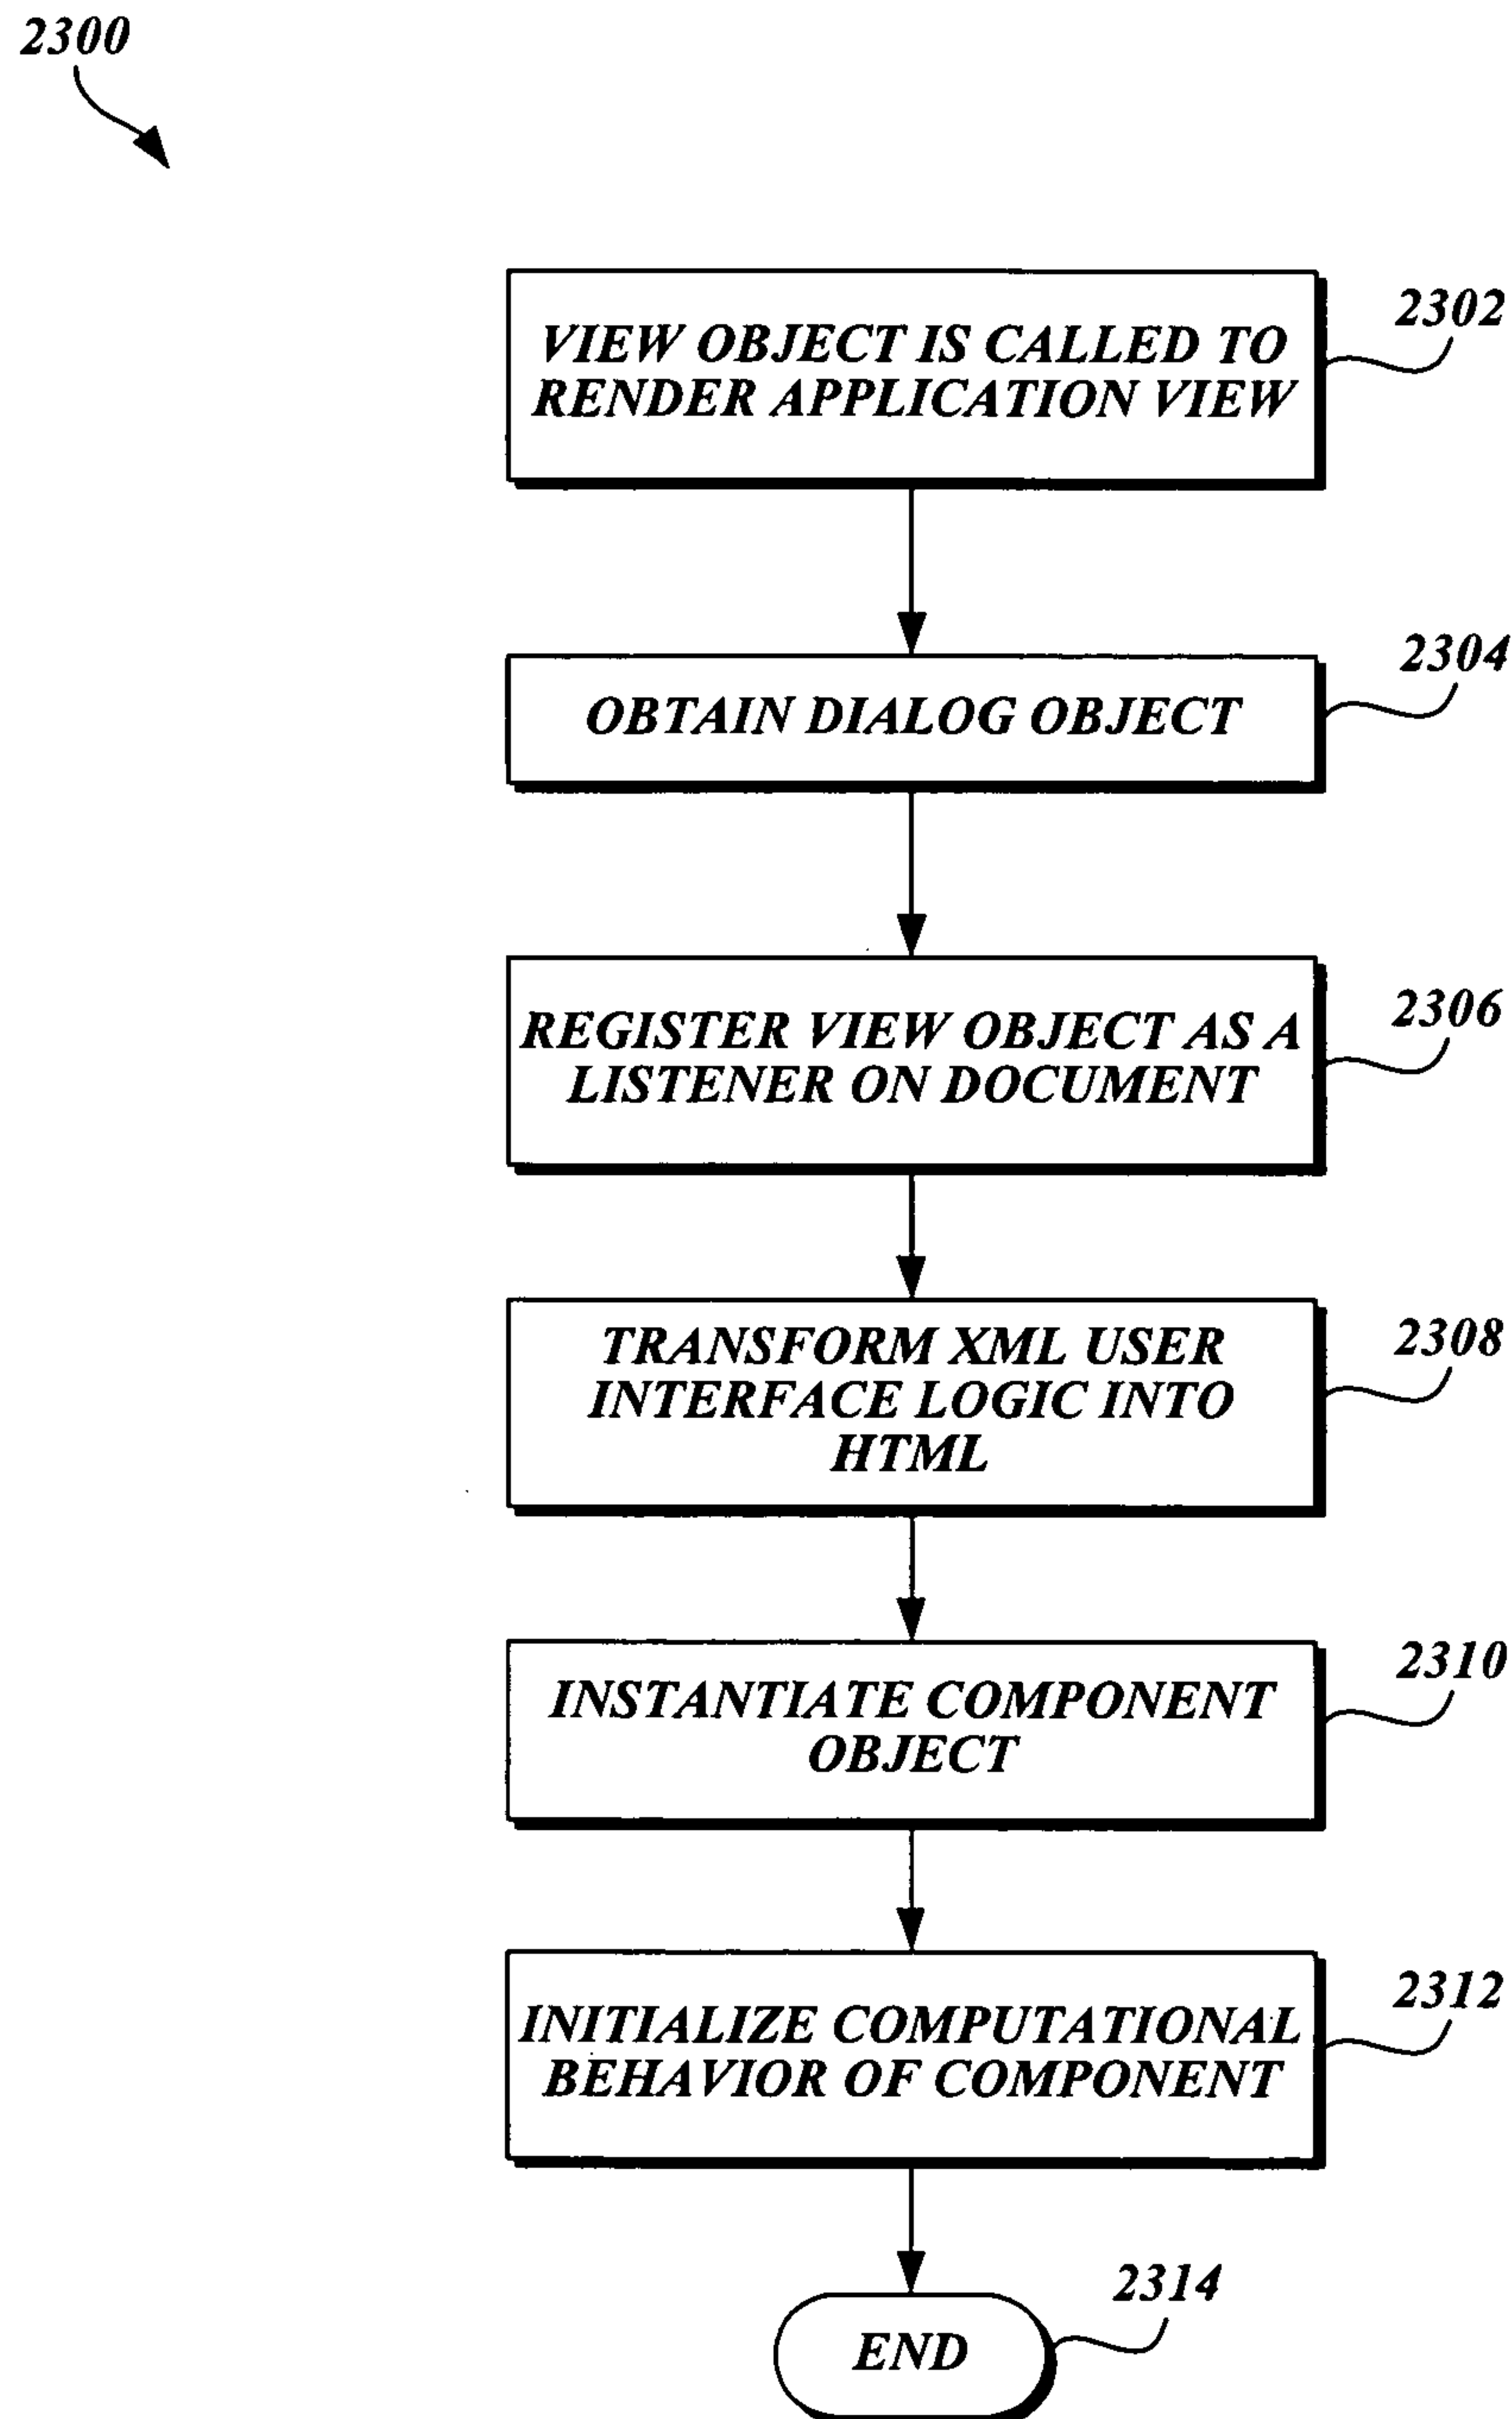 2300
VIEW OBJECT IS CALLED TO
RENDER APPLICATION VIEW
2302
OBTAIN DIALOG OBJECT
2304
REGISTER VIEW OBJECT AS A
LISTENER ON DOCUMENT
2306
TRANSFORM XML USER
INTERFACE LOGIC INTO
HTML
2308
INSTANTIATE COMPONENT
OBJECT
2310
INITIALIZE COMPUTATIONAL
BEHAVIOR OF COMPONENT
2312
END
2314